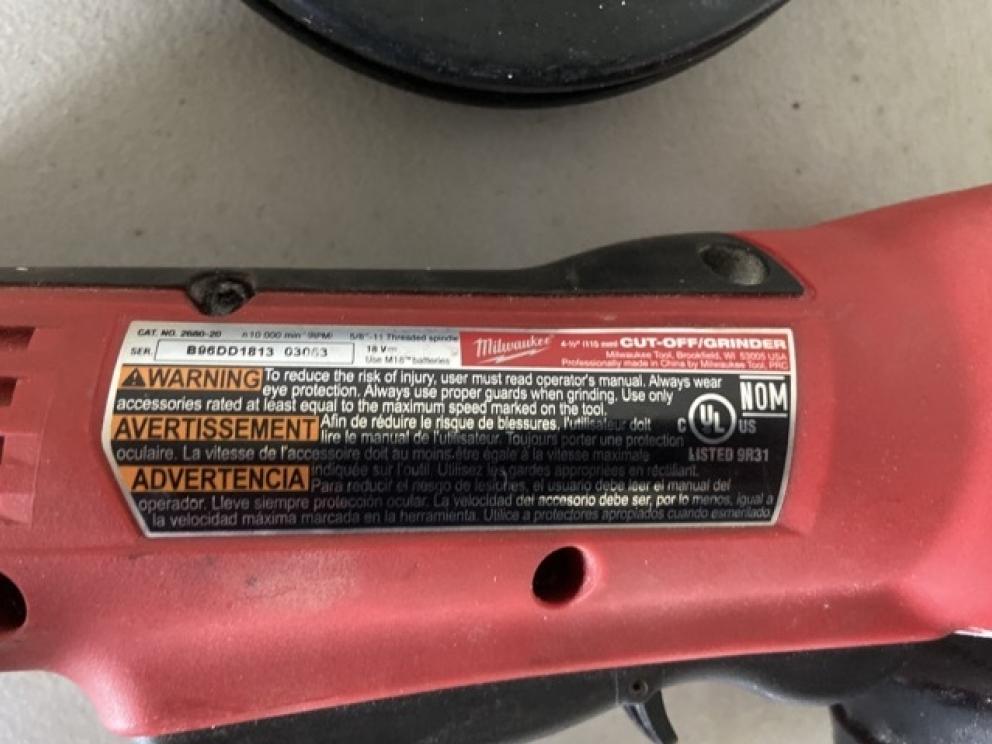 CAT. NO. 2680-20 n 10 000 min⁻¹ (RPM) 5/8"-11 Threaded spindle
SER. B96DD1813 03063 18 V Use M18™ batteries
Milwaukee 4-½" (115 mm) CUT-OFF/GRINDER
Milwaukee Tool, Brookfield, WI 53005 USA
Professionally made in China by Milwaukee Tool, PRC
WARNING To reduce the risk of injury, user must read operator's manual. Always wear
eye protection. Always use proper guards when grinding. Use only
accessories rated at least equal to the maximum speed marked on the tool.
AVERTISSEMENT Afin de réduire le risque de blessures, l'utilisateur doit
lire le manual de l'utilisateur. Toujours porter une protection
oculaire. La vitesse de l'accessoire doit au moins être égale à la vitesse maximale
indiquée sur l'outil. Utilisez les gardes appropriées en rectifiant.
ADVERTENCIA Para reducir el riesgo de lesiones, el usuario debe leer el manual del
operador. Lleve siempre protección ocular. La velocidad del accesorio debe ser, por lo menos, igual a
la velocidad máxima marcada en la herramienta. Utilice a protectores apropiados cuando esmerilado.
C UL US
LISTED 9R31
NOM